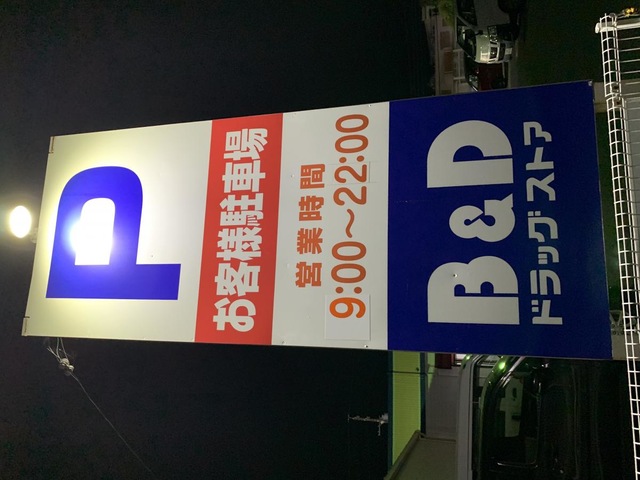 P
お客様駐車場
営業時間
9:00～22:00
B&D
ドラッグストア